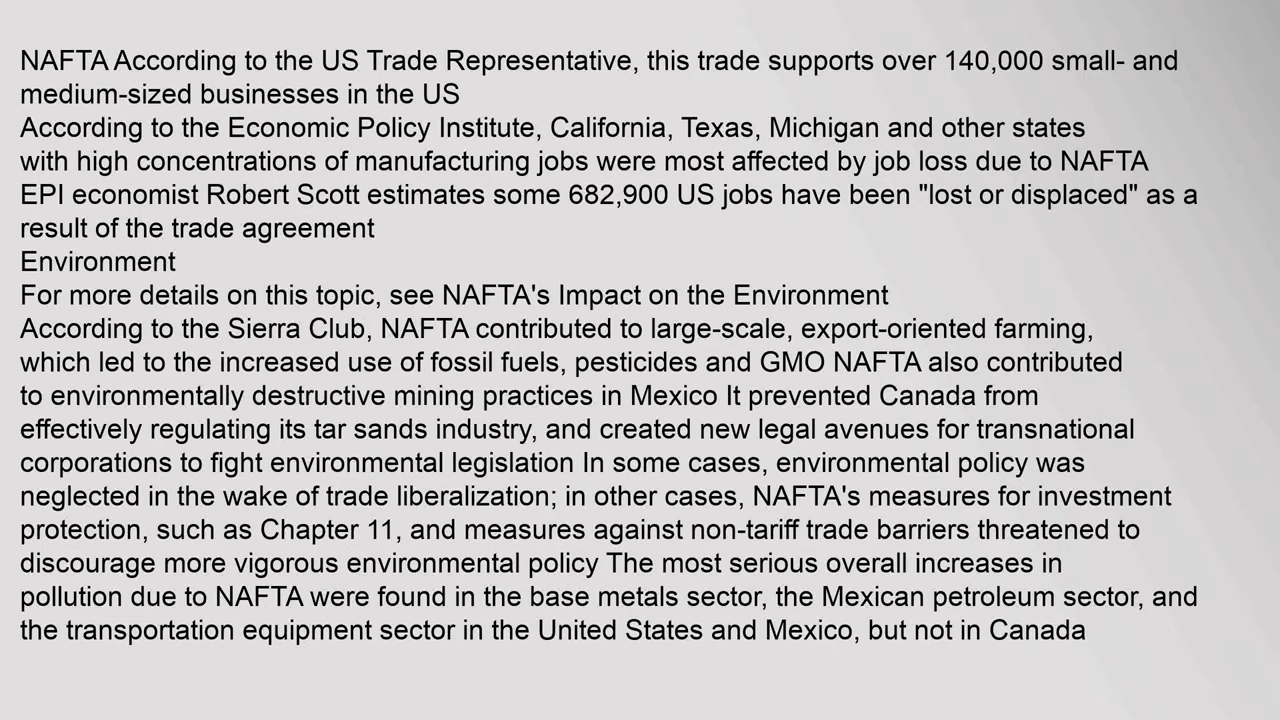 NAFTA According to the US Trade Representative, this trade supports over 140,000 small- and
medium-sized businesses in the US
According to the Economic Policy Institute, California, Texas, Michigan and other states
with high concentrations of manufacturing jobs were most affected by job loss due to NAFTA
EPI economist Robert Scott estimates some 682,900 US jobs have been "lost or displaced" as a
result of the trade agreement
Environment
For more details on this topic, see NAFTA's Impact on the Environment
According to the Sierra Club, NAFTA contributed to large-scale, export-oriented farming,
which led to the increased use of fossil fuels, pesticides and GMO NAFTA also contributed
to environmentally destructive mining practices in Mexico It prevented Canada from
effectively regulating its tar sands industry, and created new legal avenues for transnational
corporations to fight environmental legislation In some cases, environmental policy was
neglected in the wake of trade liberalization; in other cases, NAFTA's measures for investment
protection, such as Chapter 11, and measures against non-tariff trade barriers threatened to
discourage more vigorous environmental policy The most serious overall increases in
pollution due to NAFTA were found in the base metals sector, the Mexican petroleum sector, and
the transportation equipment sector in the United States and Mexico, but not in Canada